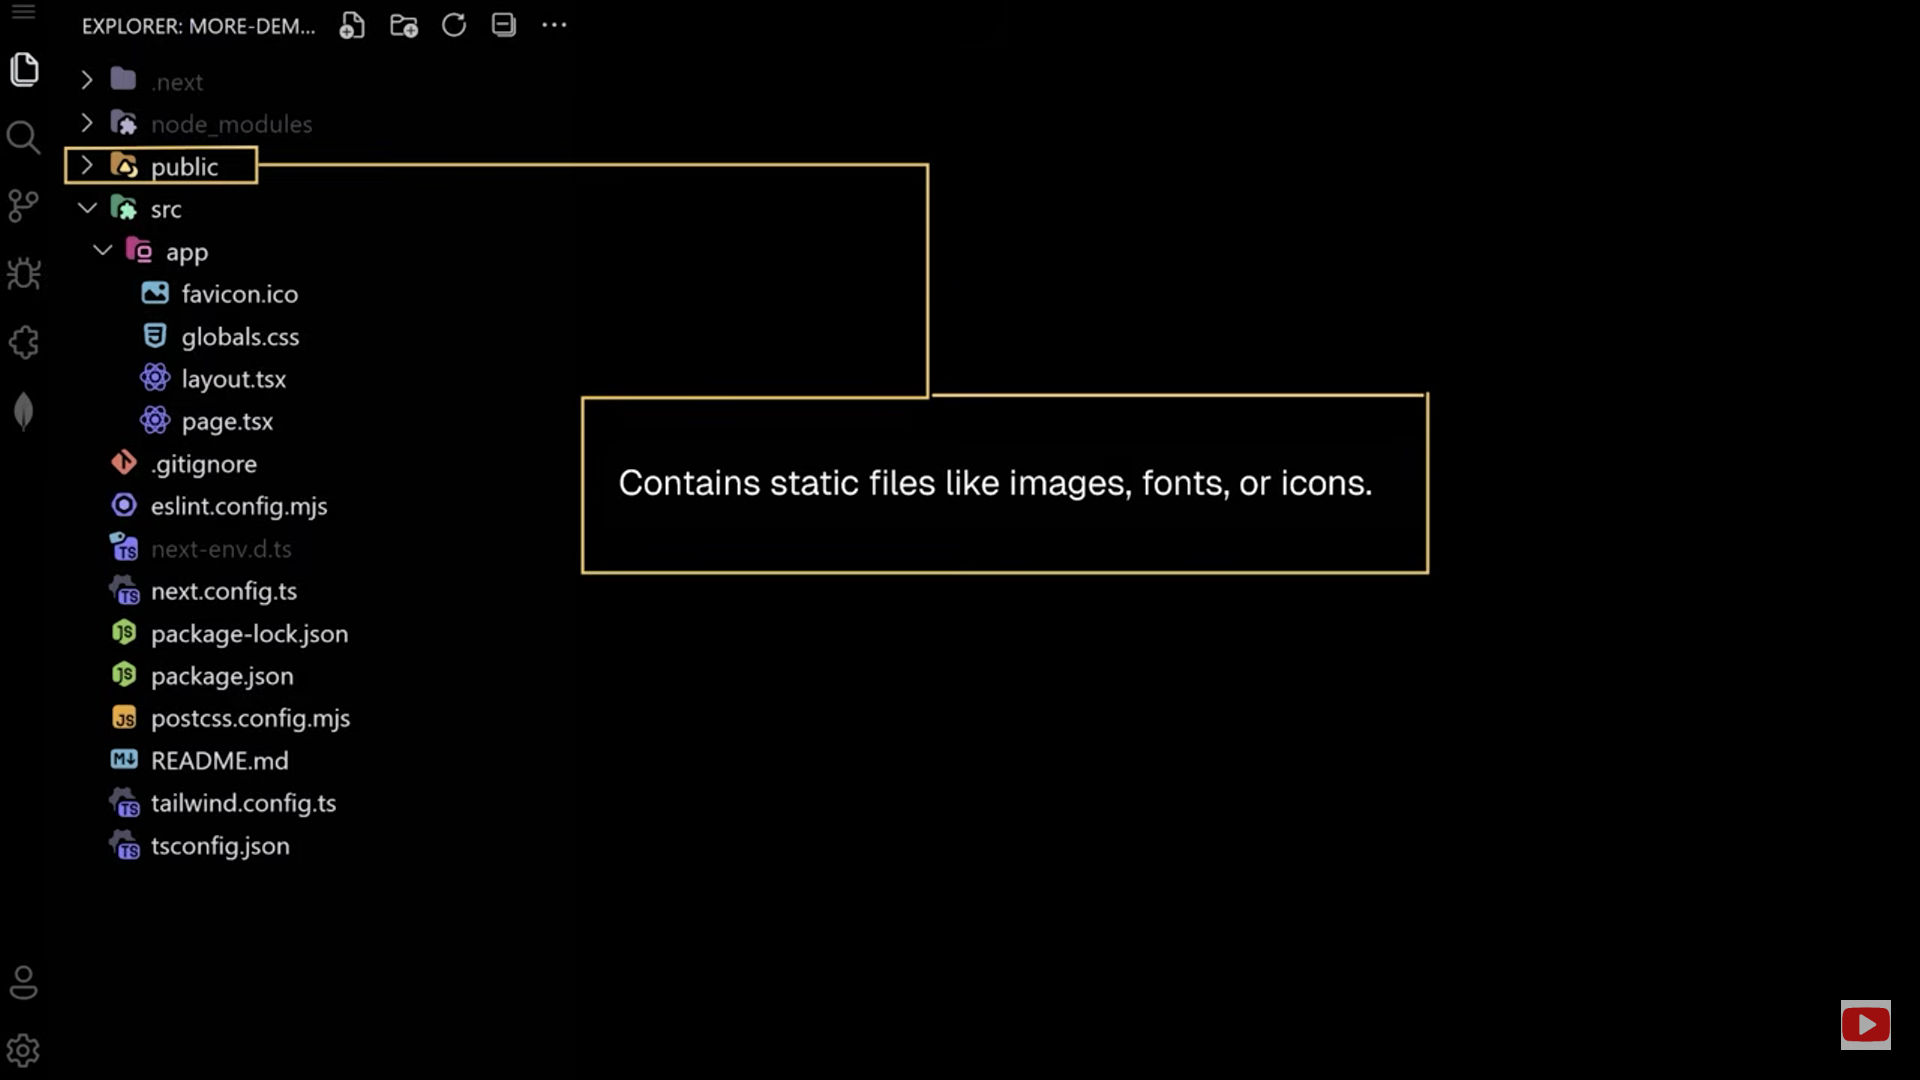 EXPLORER: MORE-DEM...
.next
node_modules
public
src
app
favicon.ico
globals.css
layout.tsx
page.tsx
.gitignore
eslint.config.mjs
next-env.d.ts
next.config.ts
package-lock.json
package.json
postcss.config.mjs
README.md
tailwind.config.ts
tsconfig.json
Contains static files like images, fonts, or icons.